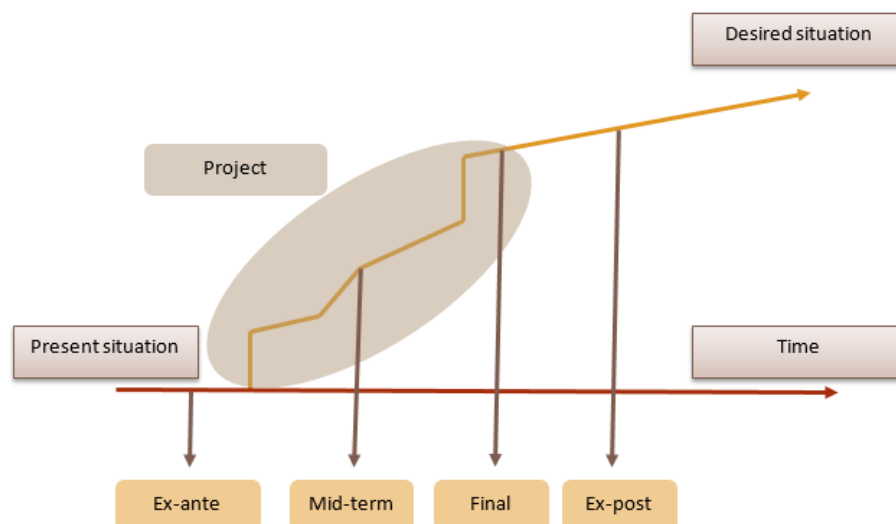 Desired situation
Project
Present situation
Time
Ex-ante
Mid-term
Final
Ex-post